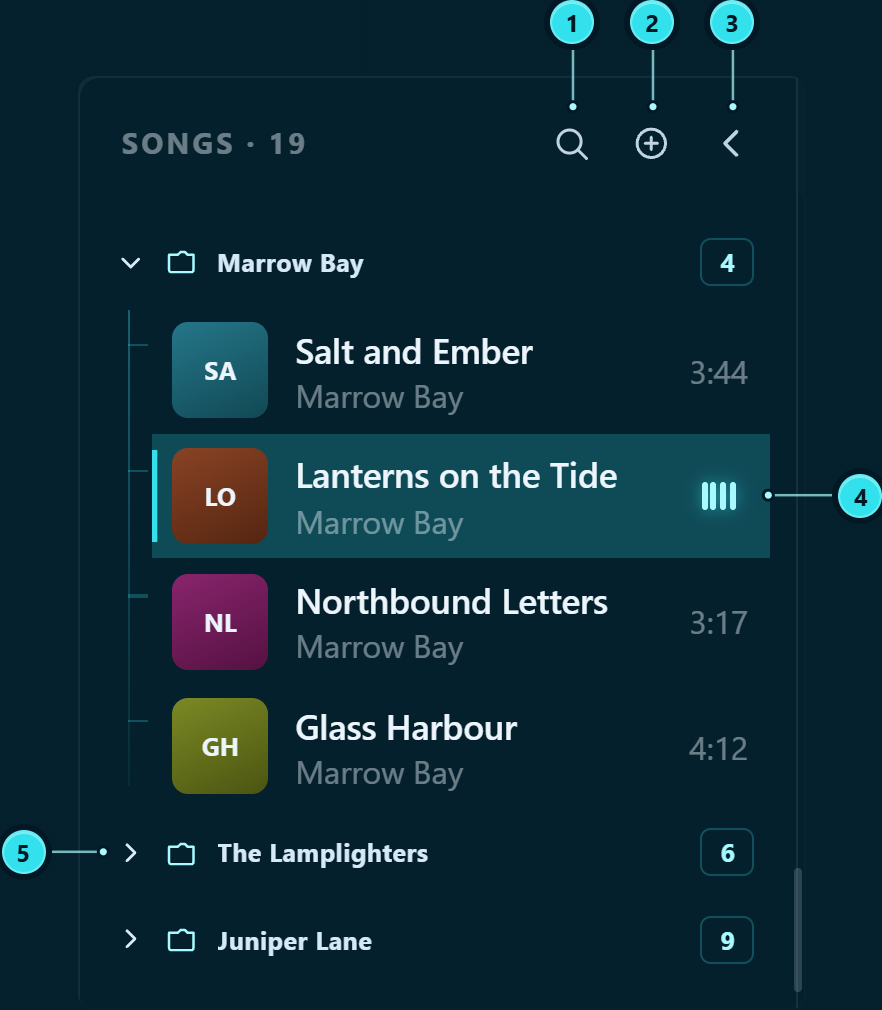 1 2 3
SONGS · 19
Marrow Bay 4
SA Salt and Ember 3:44
Marrow Bay
LO Lanterns on the Tide
Marrow Bay
4
NL Northbound Letters 3:17
Marrow Bay
GH Glass Harbour 4:12
Marrow Bay
5 The Lamplighters 6
Juniper Lane 9